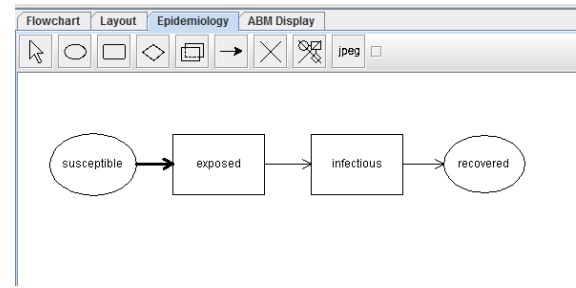 Flowchart Layout Epidemiology ABM Display
jpeg
susceptible exposed infectious recovered